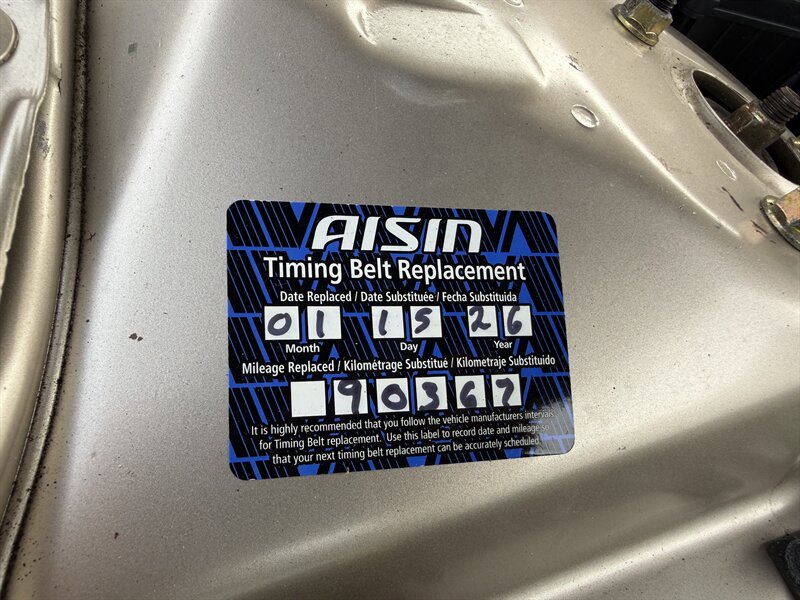 AISIN
Timing Belt Replacement
Date Replaced / Date Substituée / Fecha Substituida
01 15 26
Month Day Year
Mileage Replaced / Kilométrage Substitué / Kilometraje Substituido
90367
It is highly recommended that you follow the vehicle manufacturers intervals
for Timing Belt replacement. Use this label to record date and mileage so
that your next timing belt replacement can be accurately scheduled.